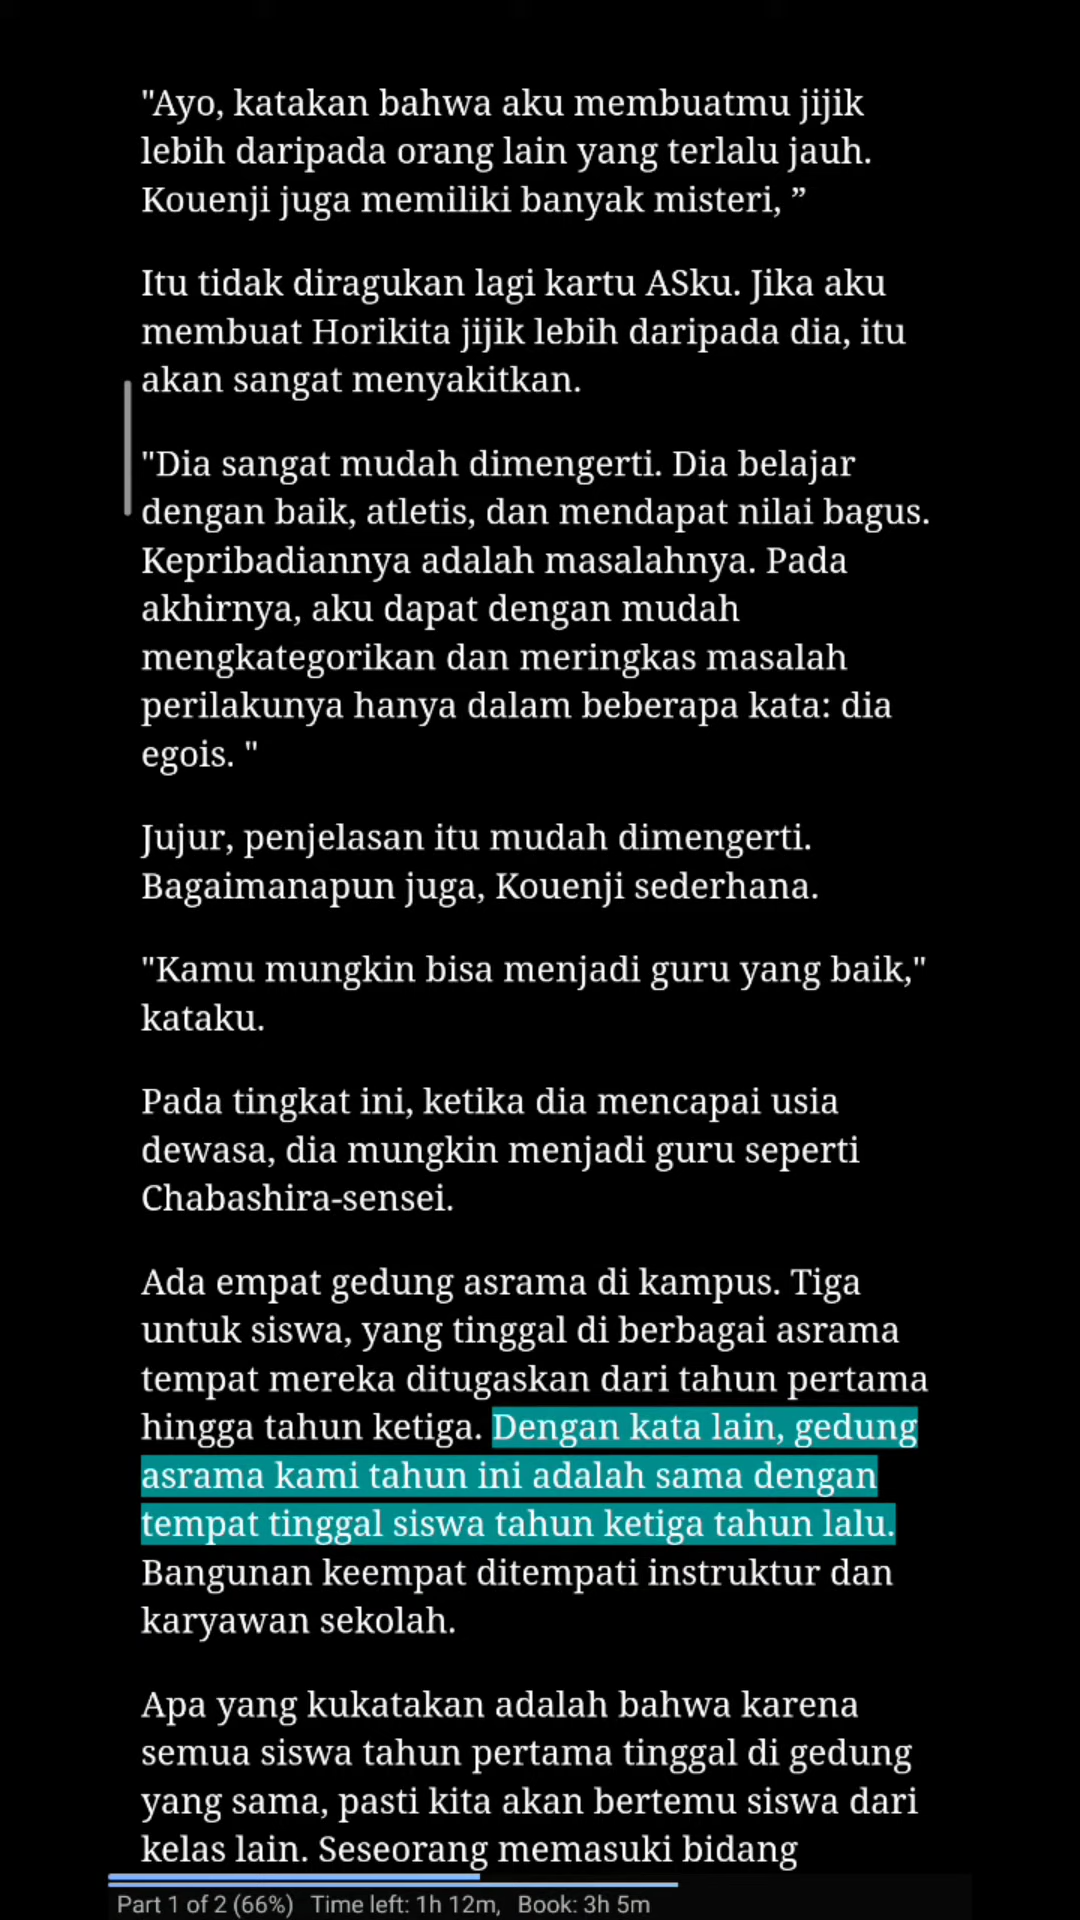 "Ayo, katakan bahwa aku membuatmu jijik
lebih daripada orang lain yang terlalu jauh.
Kouenji juga memiliki banyak misteri, ”
Itu tidak diragukan lagi kartu ASku. Jika aku
membuat Horikita jijik lebih daripada dia, itu
akan sangat menyakitkan.
"Dia sangat mudah dimengerti. Dia belajar
dengan baik, atletis, dan mendapat nilai bagus.
Kepribadiannya adalah masalahnya. Pada
akhirnya, aku dapat dengan mudah
mengkategorikan dan meringkas masalah
perilakunya hanya dalam beberapa kata: dia
egois. "
Jujur, penjelasan itu mudah dimengerti.
Bagaimanapun juga, Kouenji sederhana.
"Kamu mungkin bisa menjadi guru yang baik,"
kataku.
Pada tingkat ini, ketika dia mencapai usia
dewasa, dia mungkin menjadi guru seperti
Chabashira-sensei.
Ada empat gedung asrama di kampus. Tiga
untuk siswa, yang tinggal di berbagai asrama
tempat mereka ditugaskan dari tahun pertama
hingga tahun ketiga. Dengan kata lain, gedung
asrama kami tahun ini adalah sama dengan
tempat tinggal siswa tahun ketiga tahun lalu.
Bangunan keempat ditempati instruktur dan
karyawan sekolah.
Apa yang kukatakan adalah bahwa karena
semua siswa tahun pertama tinggal di gedung
yang sama, pasti kita akan bertemu siswa dari
kelas lain. Seseorang memasuki bidang
Part 1 of 2 (66%) Time left: 1h 12m, Book: 3h 5m